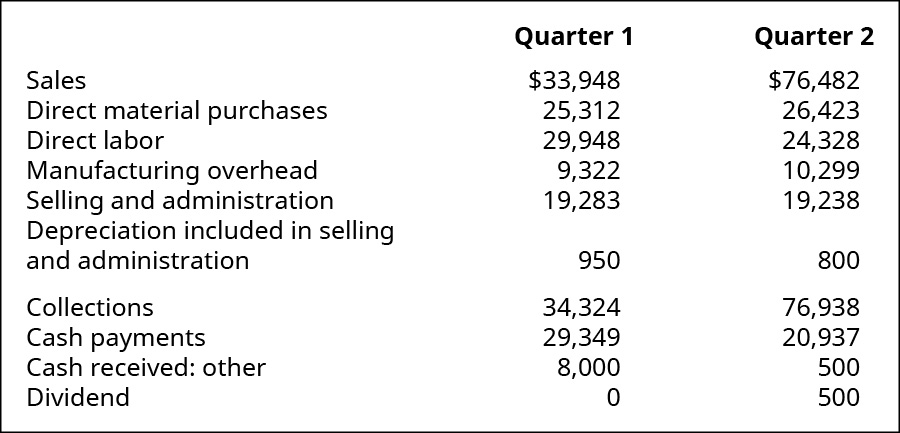 Quarter 1 Quarter 2
Sales $33,948 $76,482
Direct material purchases 25,312 26,423
Direct labor 29,948 24,328
Manufacturing overhead 9,322 10,299
Selling and administration 19,283 19,238
Depreciation included in selling
and administration 950 800
Collections 34,324 76,938
Cash payments 29,349 20,937
Cash received: other 8,000 500
Dividend 0 500